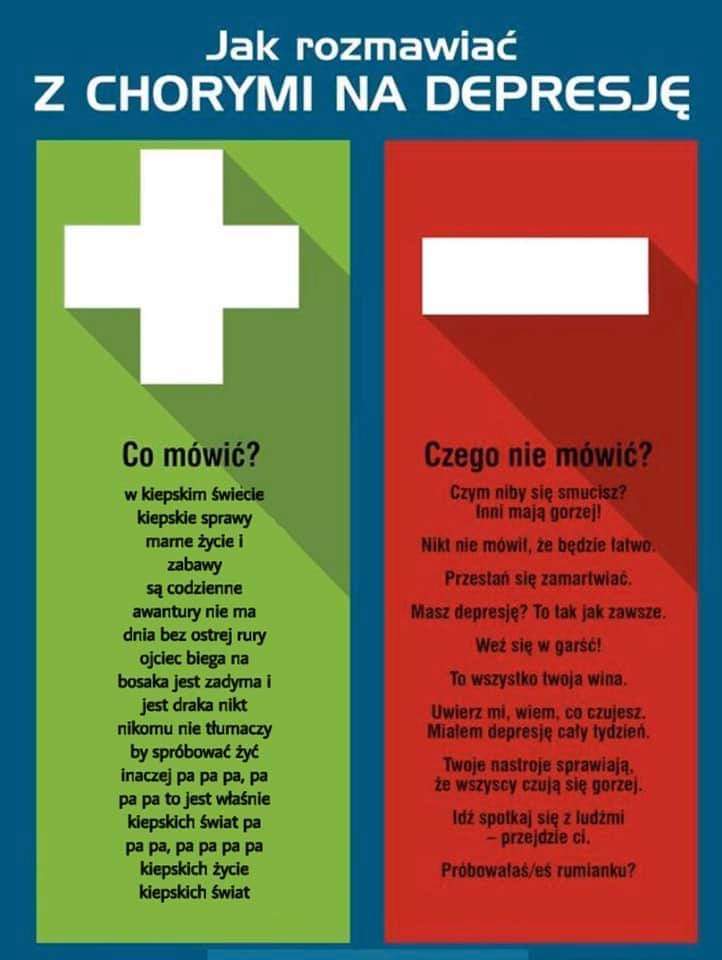 Jak rozmawiać
Z CHORYMI NA DEPRESJĘ
Co mówić?
w kiepskim świecie
kiepskie sprawy
marne życie i
zabawy
są codzienne
awantury nie ma
dnia bez ostrej rury
ojciec biega na
bosaka jest zadyma i
jest draka nikt
nikomu nie tłumaczy
by spróbować żyć
inaczej pa pa pa, pa
pa pa to jest właśnie
kiepskich świat pa
pa pa, pa pa pa pa
kiepskich życie
kiepskich świat
Czego nie mówić?
Czym niby się smucisz?
Inni mają gorzej!
Nikt nie mówił, że będzie łatwo.
Przestań się zamartwiać.
Masz depresję? To tak jak zawsze.
Weź się w garść!
To wszystko twoja wina.
Uwierz mi, wiem, co czujesz.
Miałem depresję cały tydzień.
Twoje nastroje sprawiają,
że wszyscy czują się gorzej.
Idź spotkaj się z ludźmi
– przejdzie ci.
Próbowałaś/eś rumianku?